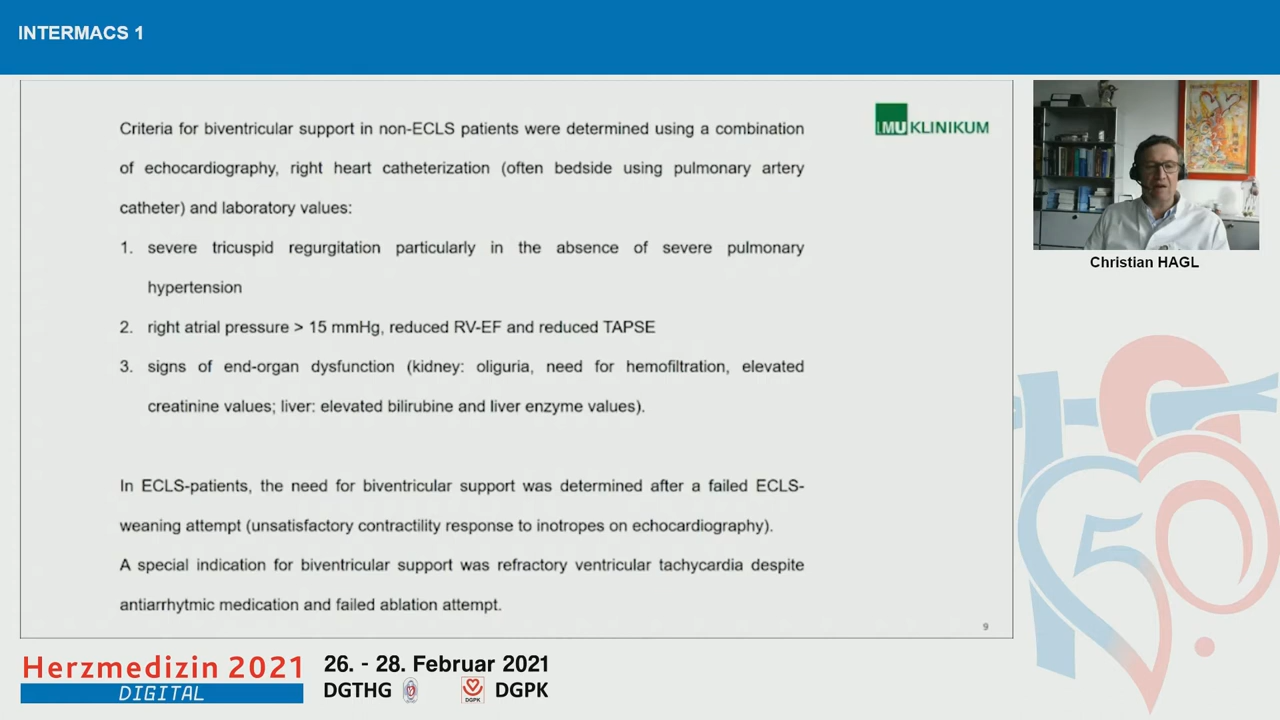 INTERMACS 1
Criteria for biventricular support in non-ECLS patients were determined using a combination
of echocardiography, right heart catheterization (often bedside using pulmonary artery
catheter) and laboratory values:
1. severe tricuspid regurgitation particularly in the absence of severe pulmonary
hypertension
2. right atrial pressure > 15 mmHg, reduced RV-EF and reduced TAPSE
3. signs of end-organ dysfunction (kidney: oliguria, need for hemofiltration, elevated
creatinine values; liver: elevated bilirubine and liver enzyme values).
In ECLS-patients, the need for biventricular support was determined after a failed ECLS-
weaning attempt (unsatisfactory contractility response to inotropes on echocardiography).
A special indication for biventricular support was refractory ventricular tachycardia despite
antiarrhytmic medication and failed ablation attempt.
9
LMU KLINIKUM
Christian HAGL
50
Herzmedizin 2021
DIGITAL
26. - 28. Februar 2021
DGTHG DGPK DGPK